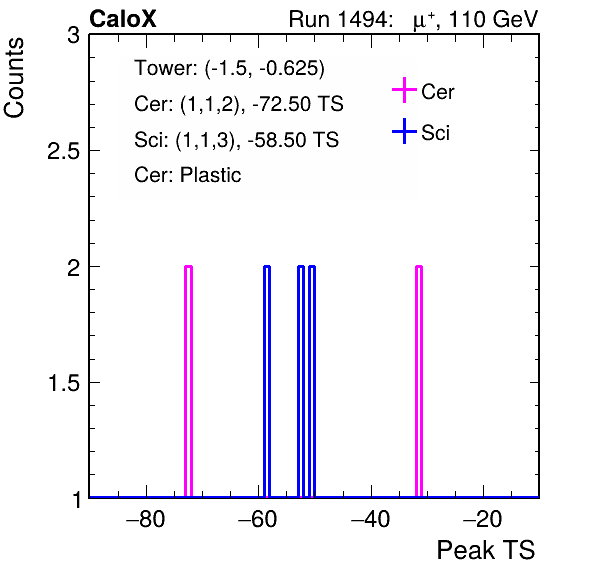 CaloX Run 1494: μ⁺, 110 GeV
Counts
3
2.5
2
1.5
1
Tower: (-1.5, -0.625)
Cer: (1,1,2), -72.50 TS
Sci: (1,1,3), -58.50 TS
Cer: Plastic
Cer
Sci
−80 −60 −40 −20
Peak TS